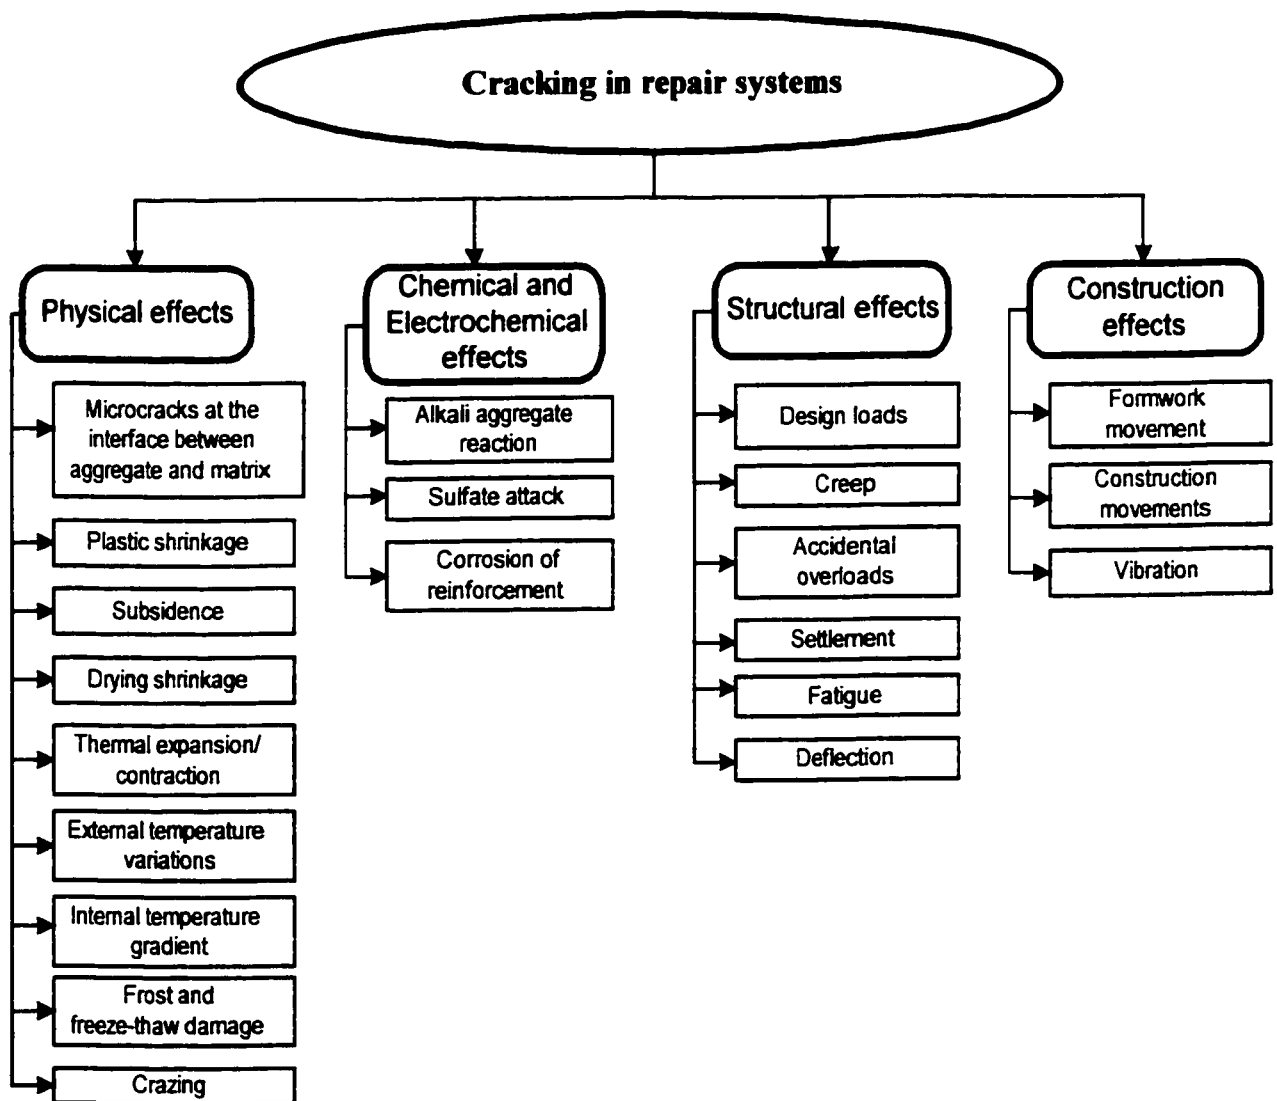 Cracking in repair systems
Physical effects
Microcracks at the
interface between
aggregate and matrix
Plastic shrinkage
Subsidence
Drying shrinkage
Thermal expansion/
contraction
External temperature
variations
Internal temperature
gradient
Frost and
freeze-thaw damage
Crazing
Chemical and
Electrochemical
effects
Alkali aggregate
reaction
Sulfate attack
Corrosion of
reinforcement
Structural effects
Design loads
Creep
Accidental
overloads
Settlement
Fatigue
Deflection
Construction
effects
Formwork
movement
Construction
movements
Vibration